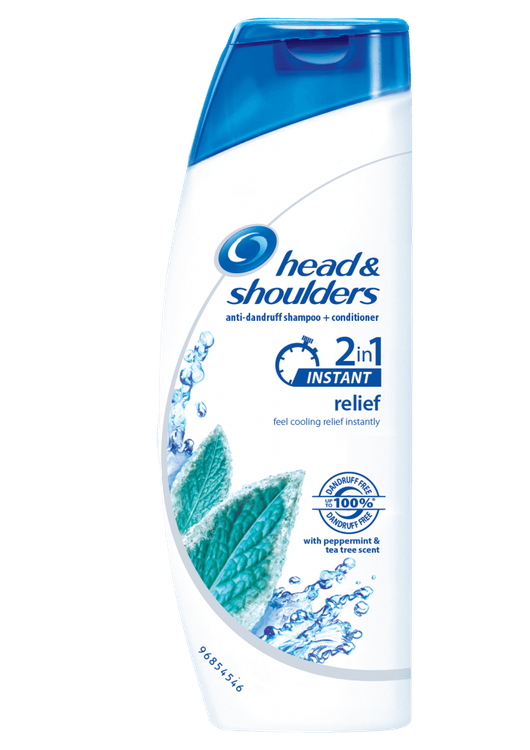 head &
shoulders
anti-dandruff shampoo + conditioner
2in1
INSTANT
relief
feel cooling relief instantly
DANDRUFF FREE
UP TO 100%*
DANDRUFF FREE
with peppermint &
tea tree scent
96854546